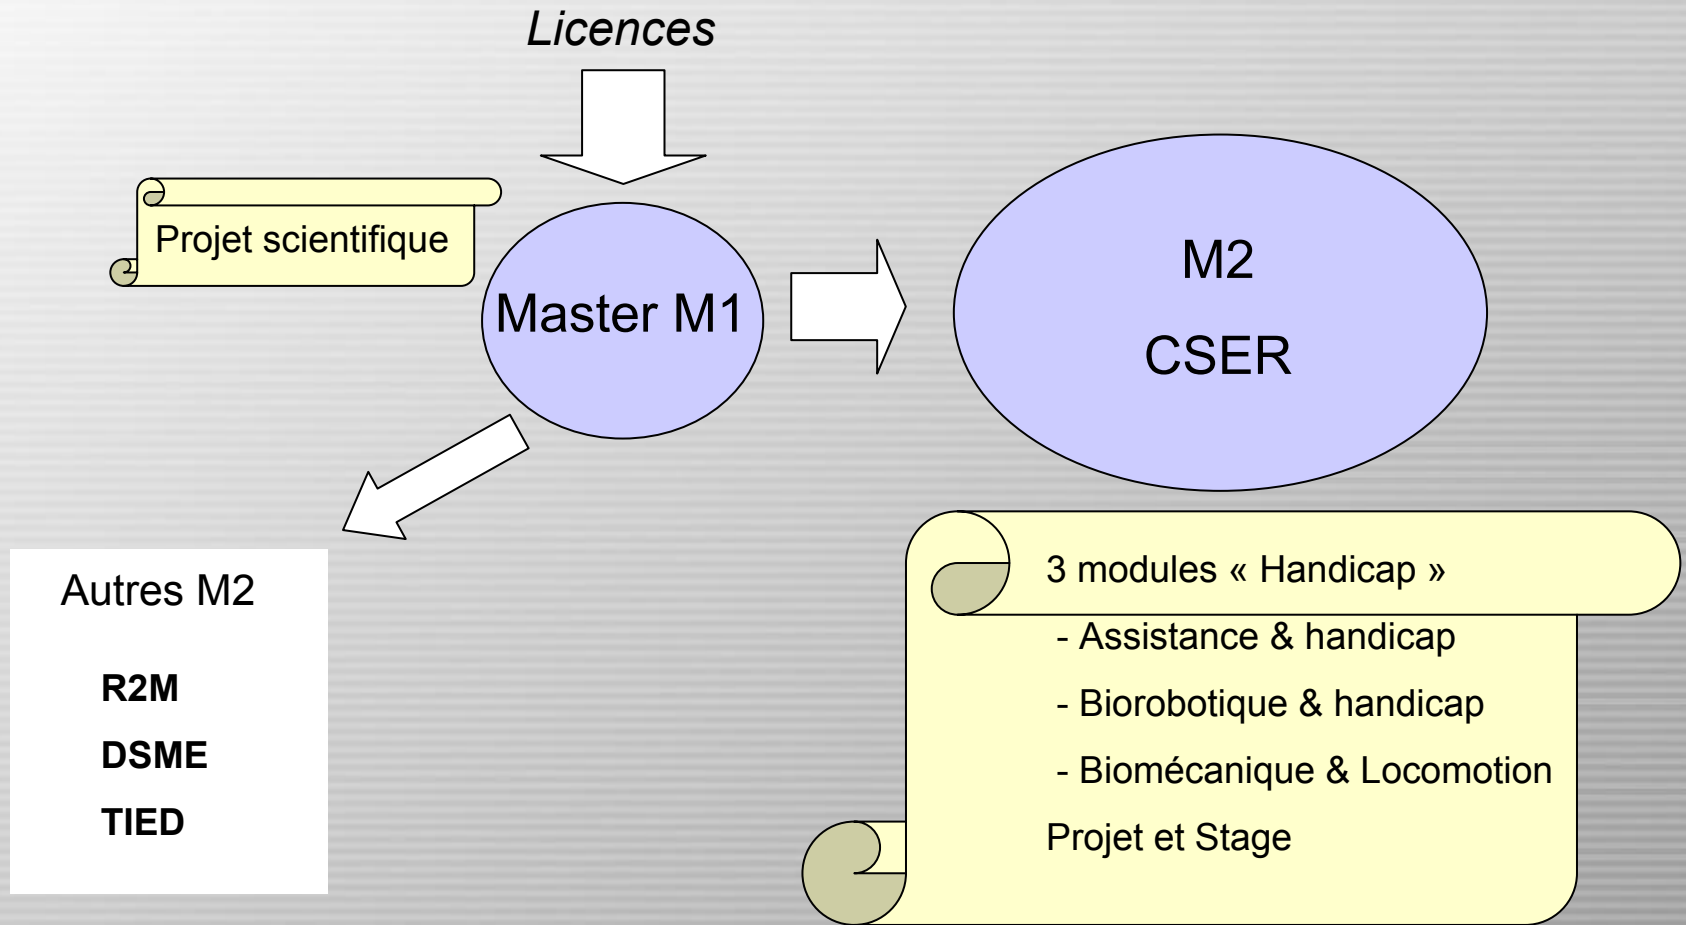 Licences
Projet scientifique
Master M1
M2
CSER
Autres M2
R2M
DSME
TIED
3 modules « Handicap »
- Assistance & handicap
- Biorobotique & handicap
- Biomécanique & Locomotion
Projet et Stage